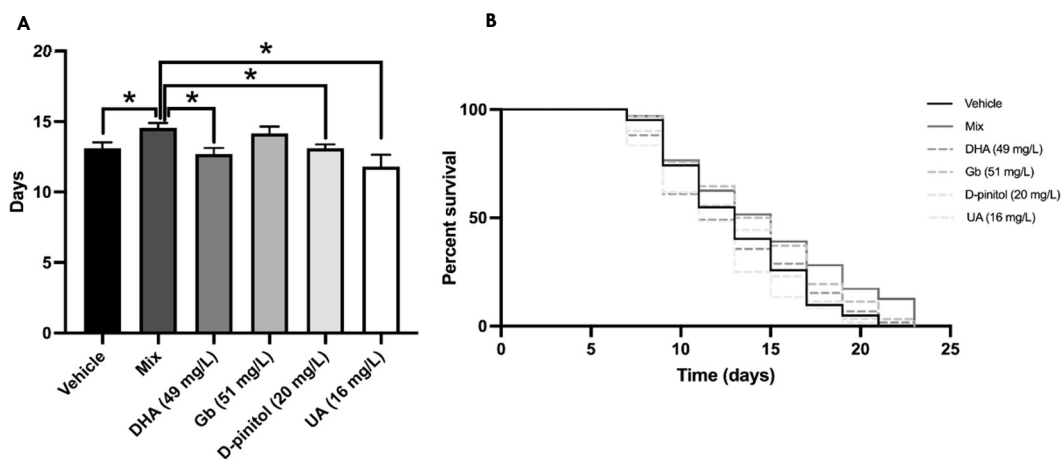 A
Days
20
15
10
5
0
*
*
*
*
Vehicle
Mix
DHA (49 mg/L)
Gb (51 mg/L)
D-pinitol (20 mg/L)
UA (16 mg/L)
B
Percent survival
100
50
0
0
5
10
15
20
25
Time (days)
Vehicle
Mix
DHA (49 mg/L)
Gb (51 mg/L)
D-pinitol (20 mg/L)
UA (16 mg/L)